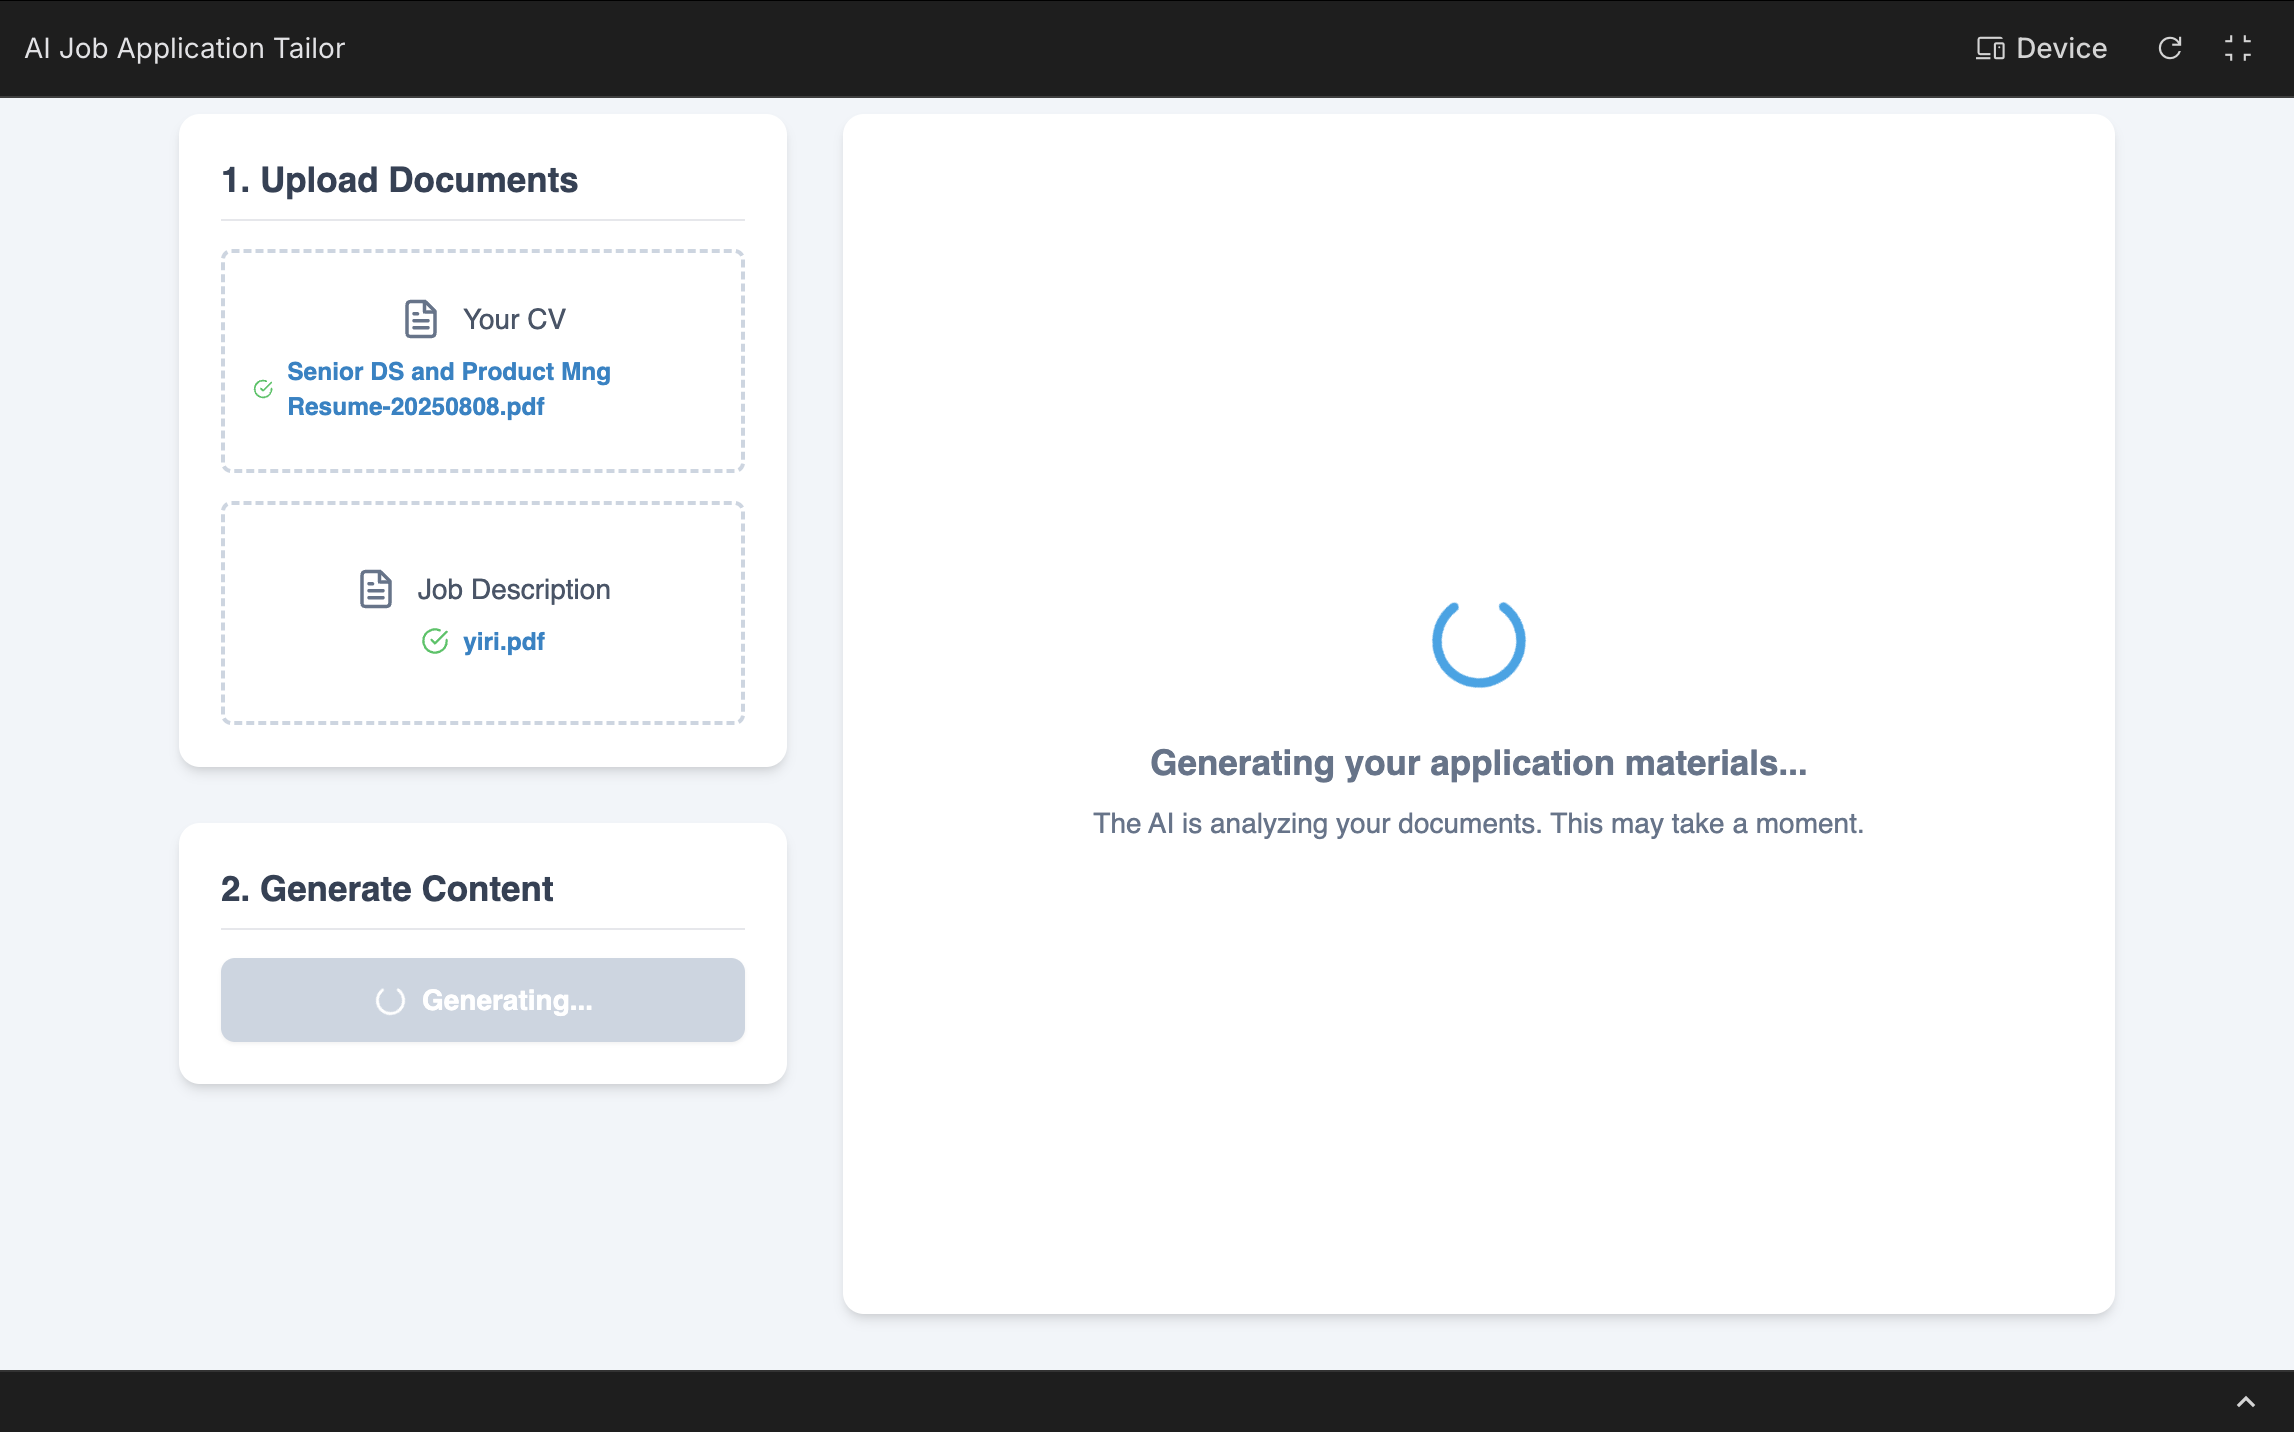 AI Job Application Tailor
Device
1. Upload Documents
Your CV
Senior DS and Product Mng
Resume-20250808.pdf
Job Description
yiri.pdf
2. Generate Content
Generating...
Generating your application materials...
The AI is analyzing your documents. This may take a moment.